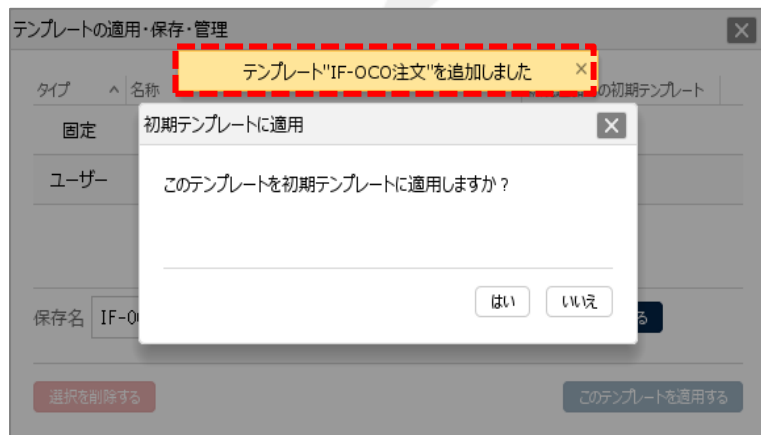 テンプレートの適用・保存・管理
テンプレート"IF-OCO注文"を追加しました
タイプ
名称
の初期テンプレート
固定
初期テンプレートに適用
ユーザー
このテンプレートを初期テンプレートに適用しますか？
はい
いいえ
保存名
IF-O
る
選択を削除する
このテンプレートを適用する